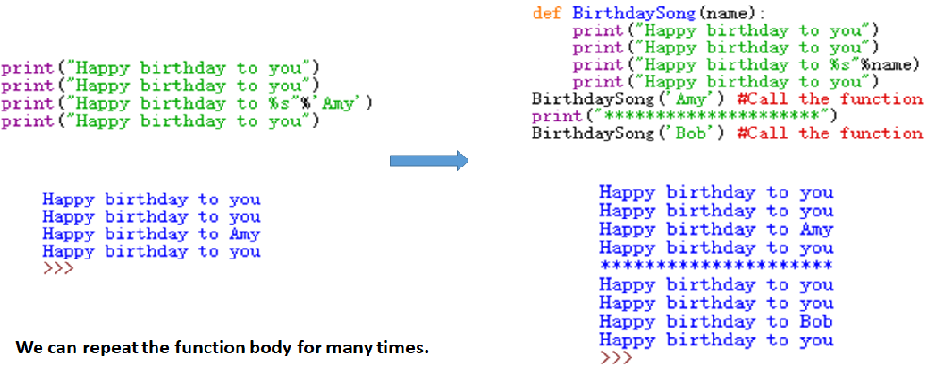 print("Happy birthday to you")
print("Happy birthday to you")
print("Happy birthday to %s"%'Amy')
print("Happy birthday to you")
Happy birthday to you
Happy birthday to you
Happy birthday to Amy
Happy birthday to you
>>>
We can repeat the function body for many times.
def BirthdaySong(name):
    print("Happy birthday to you")
    print("Happy birthday to you")
    print("Happy birthday to %s"%name)
    print("Happy birthday to you")
BirthdaySong('Amy') #Call the function
print("*********************")
BirthdaySong('Bob') #Call the function
Happy birthday to you
Happy birthday to you
Happy birthday to Amy
Happy birthday to you
*********************
Happy birthday to you
Happy birthday to you
Happy birthday to Bob
Happy birthday to you
>>>